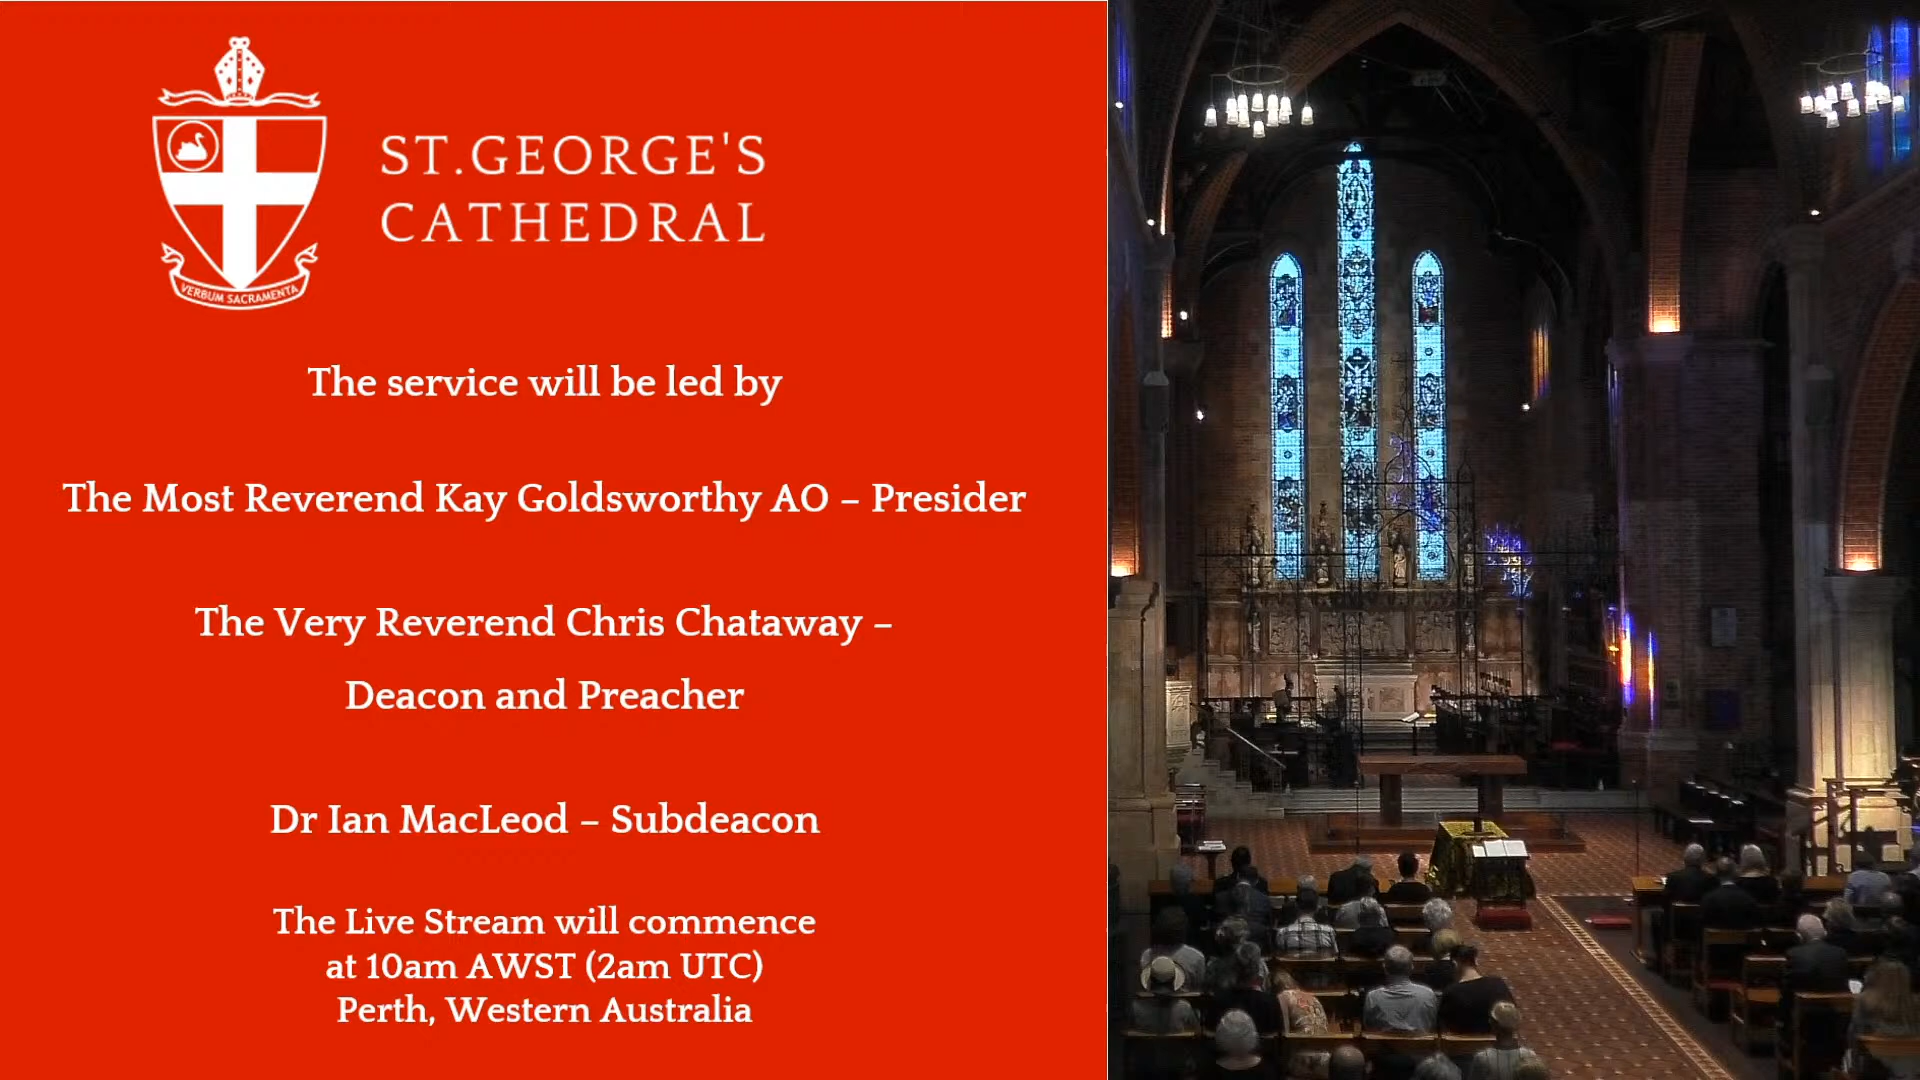 ST.GEORGE'S
CATHEDRAL
VERBUM SACRAMENTA
The service will be led by
The Most Reverend Kay Goldsworthy AO – Presider
The Very Reverend Chris Chataway –
Deacon and Preacher
Dr Ian MacLeod – Subdeacon
The Live Stream will commence
at 10am AWST (2am UTC)
Perth, Western Australia